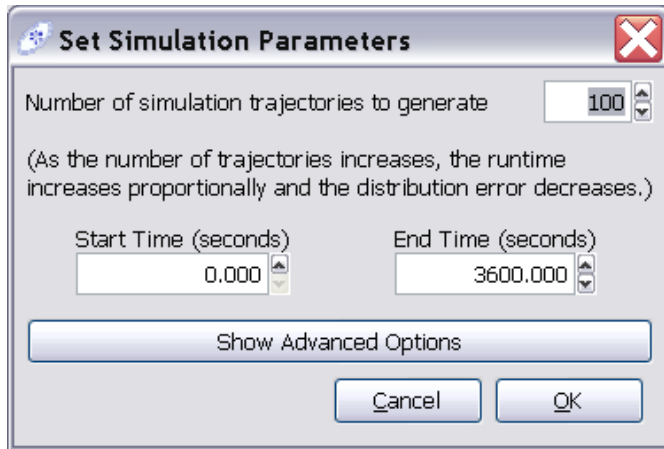 Set Simulation Parameters
Number of simulation trajectories to generate 100
(As the number of trajectories increases, the runtime
increases proportionally and the distribution error decreases.)
Start Time (seconds) End Time (seconds)
0.000 3600.000
Show Advanced Options
Cancel OK